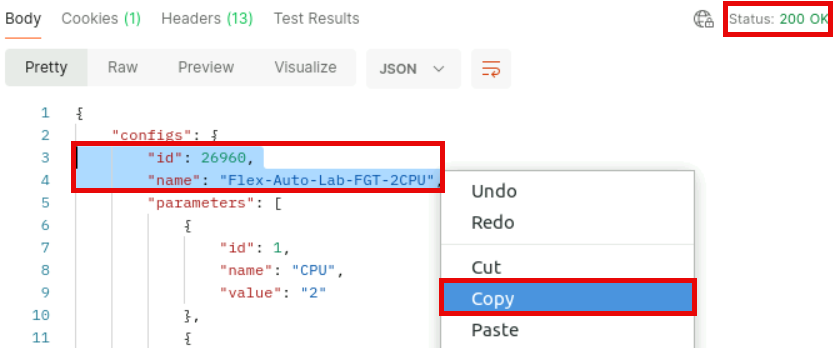 Body Cookies (1) Headers (13) Test Results Status: 200 OK
Pretty Raw Preview Visualize JSON
1 {
2 "configs": {
3 "id": 26960,
4 "name": "Flex-Auto-Lab-FGT-2CPU",
5 "parameters": [
6 {
7 "id": 1,
8 "name": "CPU",
9 "value": "2"
10 },
11 {
Undo
Redo
Cut
Copy
Paste